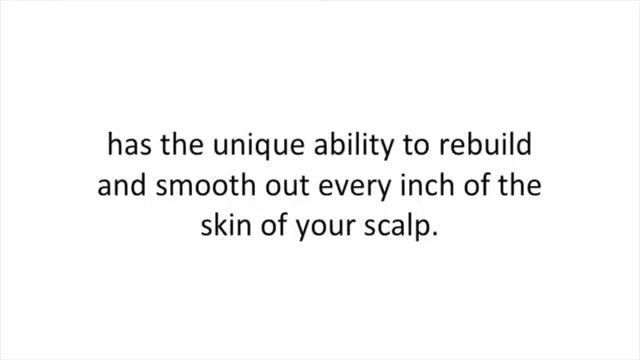 has the unique ability to rebuild
and smooth out every inch of the
skin of your scalp.